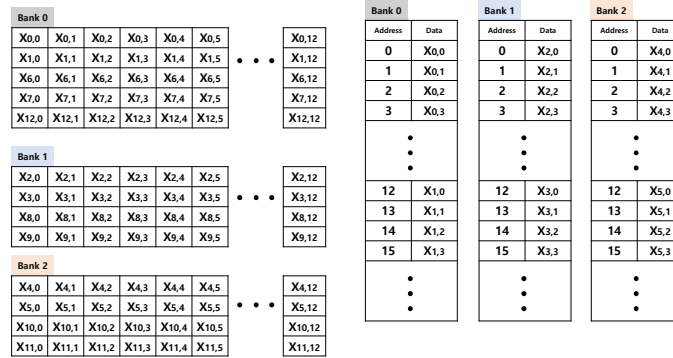 Bank 0
X0,0 X0,1 X0,2 X0,3 X0,4 X0,5 • • • X0,12
X1,0 X1,1 X1,2 X1,3 X1,4 X1,5 X1,12
X6,0 X6,1 X6,2 X6,3 X6,4 X6,5 X6,12
X7,0 X7,1 X7,2 X7,3 X7,4 X7,5 X7,12
X12,0 X12,1 X12,2 X12,3 X12,4 X12,5 X12,12
Bank 1
X2,0 X2,1 X2,2 X2,3 X2,4 X2,5 • • • X2,12
X3,0 X3,1 X3,2 X3,3 X3,4 X3,5 X3,12
X8,0 X8,1 X8,2 X8,3 X8,4 X8,5 X8,12
X9,0 X9,1 X9,2 X9,3 X9,4 X9,5 X9,12
Bank 2
X4,0 X4,1 X4,2 X4,3 X4,4 X4,5 • • • X4,12
X5,0 X5,1 X5,2 X5,3 X5,4 X5,5 X5,12
X10,0 X10,1 X10,2 X10,3 X10,4 X10,5 X10,12
X11,0 X11,1 X11,2 X11,3 X11,4 X11,5 X11,12
Bank 0
Address Data
0 X0,0
1 X0,1
2 X0,2
3 X0,3
12 X1,0
13 X1,1
14 X1,2
15 X1,3
Bank 1
Address Data
0 X2,0
1 X2,1
2 X2,2
3 X2,3
12 X3,0
13 X3,1
14 X3,2
15 X3,3
Bank 2
Address Data
0 X4,0
1 X4,1
2 X4,2
3 X4,3
12 X5,0
13 X5,1
14 X5,2
15 X5,3